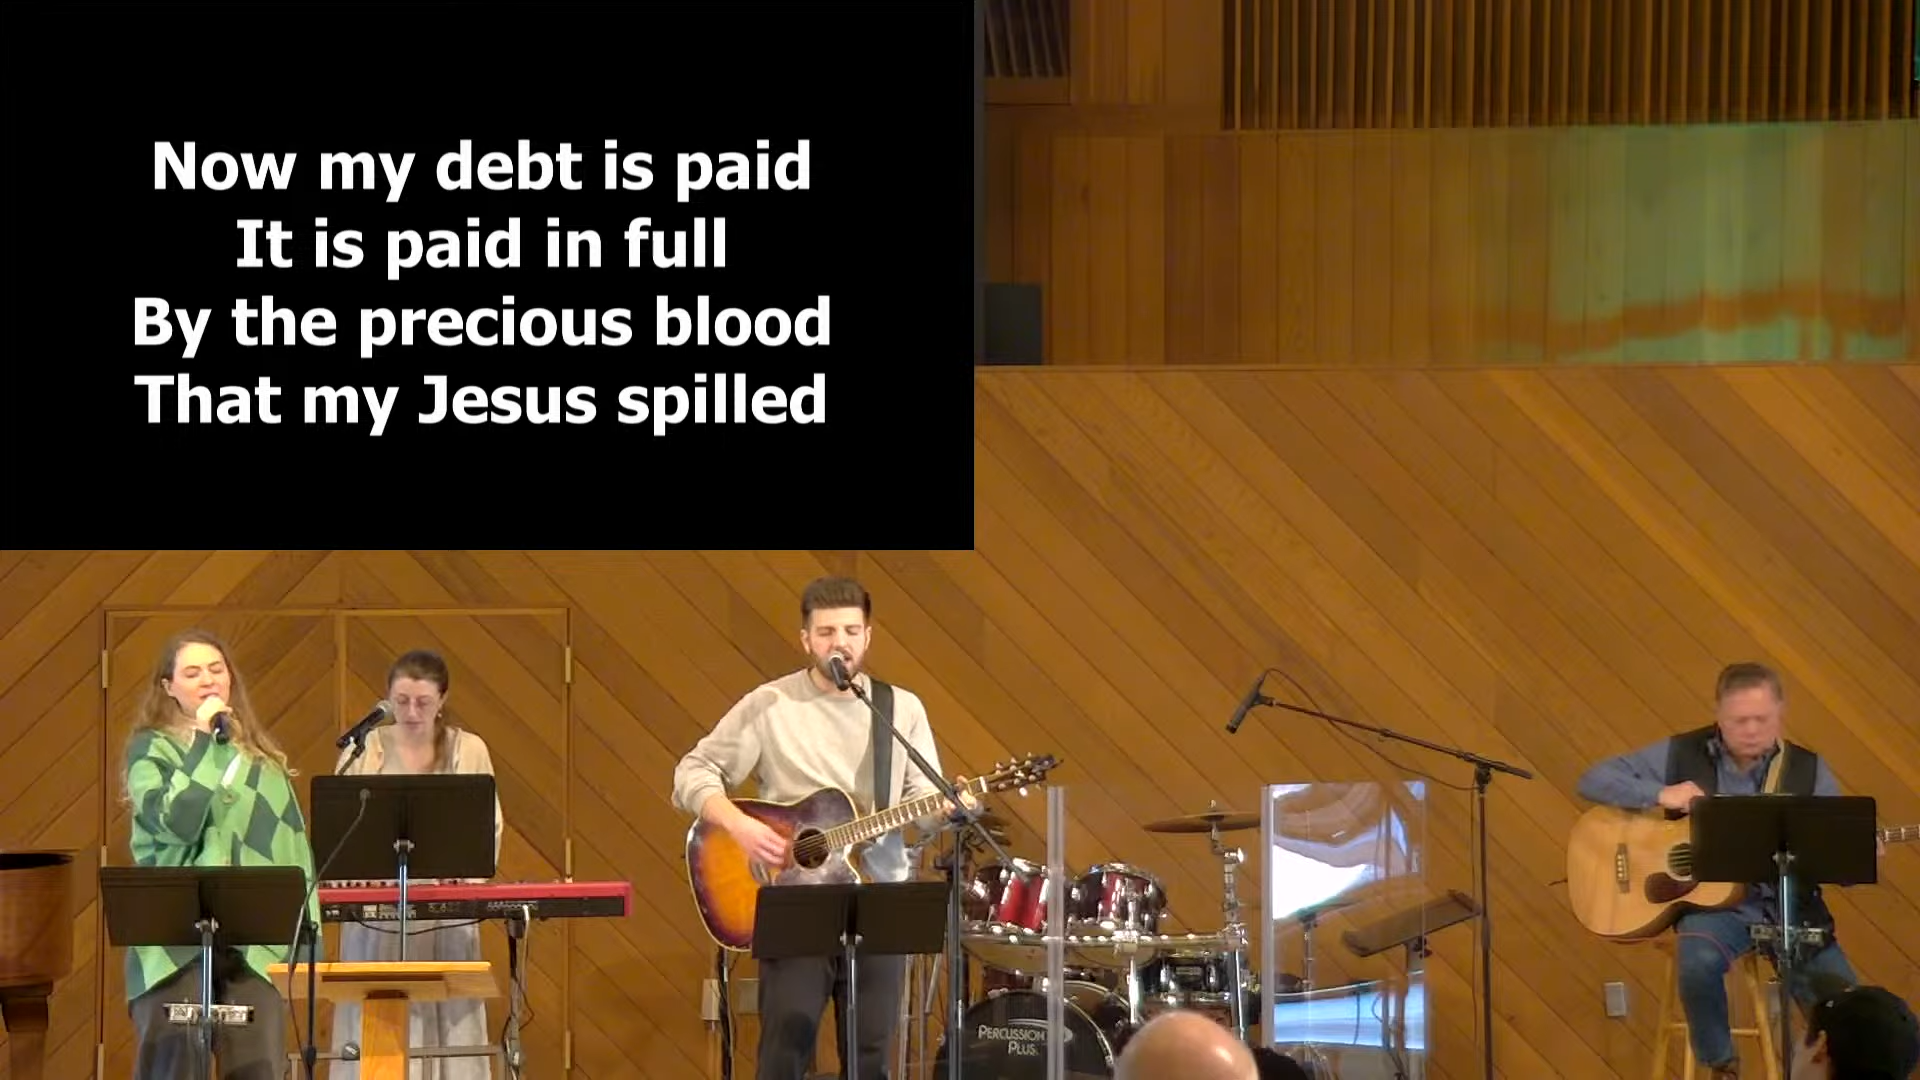 Now my debt is paid
It is paid in full
By the precious blood
That my Jesus spilled
PERCUSSION
PLUS